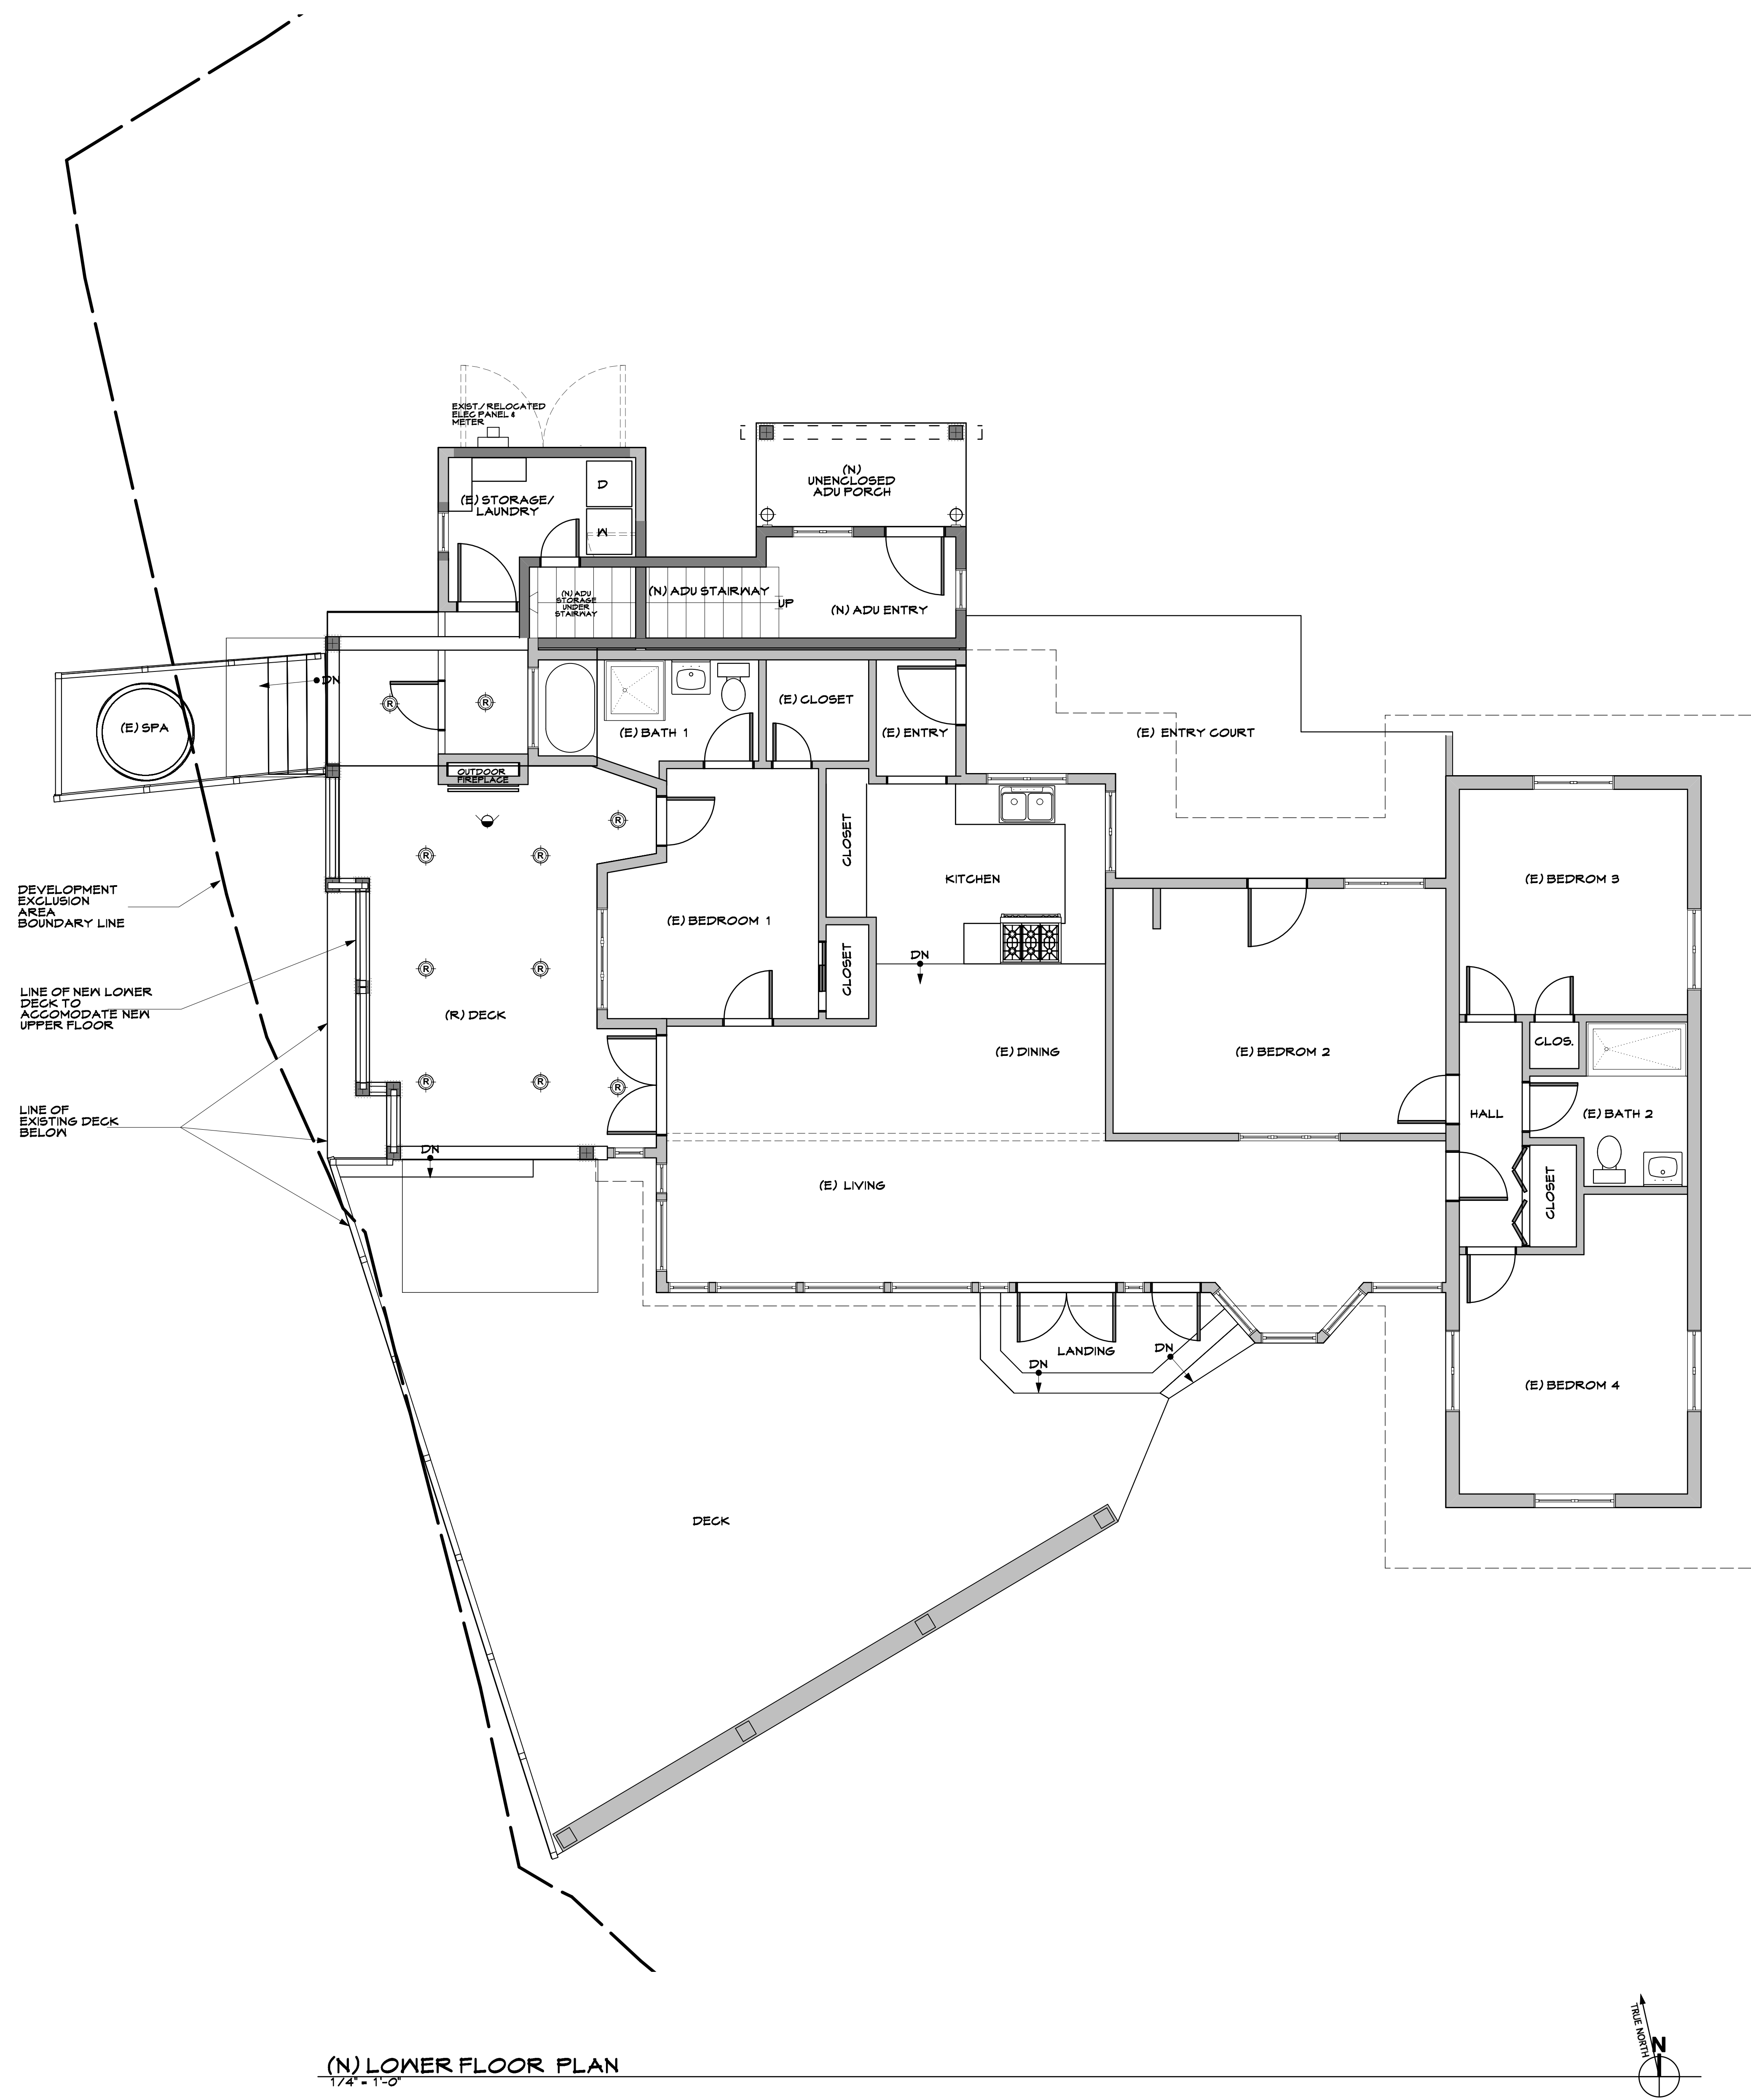 EXIST./RELOCATED
ELEC PANEL &
METER
(E) STORAGE/
LAUNDRY
D
W
(N)
UNENCLOSED
ADU PORCH
(N) ADU
STORAGE
UNDER
STAIRWAY
(N) ADU STAIRWAY
UP
(N) ADU ENTRY
DN
(E) SPA
R
R
(E) BATH 1
(E) CLOSET
(E) ENTRY
(E) ENTRY COURT
OUTDOOR
FIREPLACE
R
R
R
CLOSET
KITCHEN
(E) BEDROM 3
DEVELOPMENT
EXCLUSION
AREA
BOUNDARY LINE
(E) BEDROOM 1
CLOSET
DN
R
R
LINE OF NEW LOWER
DECK TO
ACCOMODATE NEW
UPPER FLOOR
(R) DECK
(E) DINING
(E) BEDROM 2
CLOS.
R
R
R
LINE OF
EXISTING DECK
BELOW
HALL
(E) BATH 2
DN
(E) LIVING
CLOSET
LANDING
DN
DN
(E) BEDROM 4
DECK
TRUE NORTH
N
(N) LOWER FLOOR PLAN
1/4" = 1'-0"